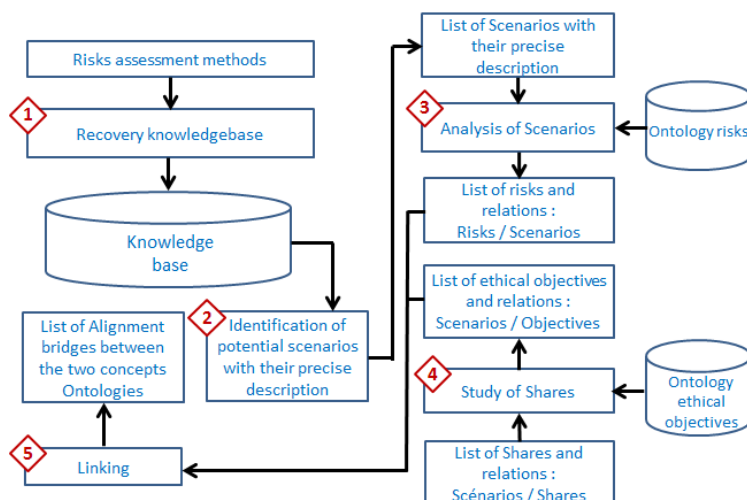 Risks assessment methods
1
Recovery knowledgebase
Knowledge
base
2
Identification of
potential scenarios
with their precise
description
List of Scenarios with
their precise
description
3
Analysis of Scenarios
Ontology risks
List of risks and
relations :
Risks / Scenarios
List of ethical objectives
and relations :
Scenarios / Objectives
4
Study of Shares
Ontology
ethical
objectives
List of Shares and
relations :
Scénarios / Shares
5
Linking
List of Alignment
bridges between
the two concepts
Ontologies